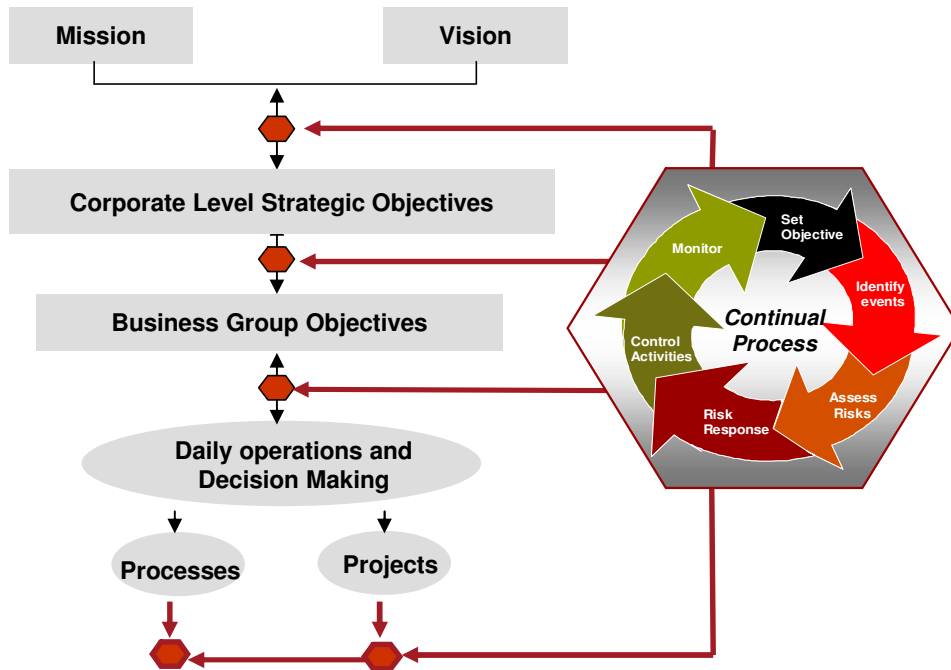 Mission
Vision
Corporate Level Strategic Objectives
Business Group Objectives
Daily operations and
Decision Making
Processes
Projects
Set
Objective
Identify
events
Assess
Risks
Risk
Response
Control
Activities
Monitor
Continual
Process